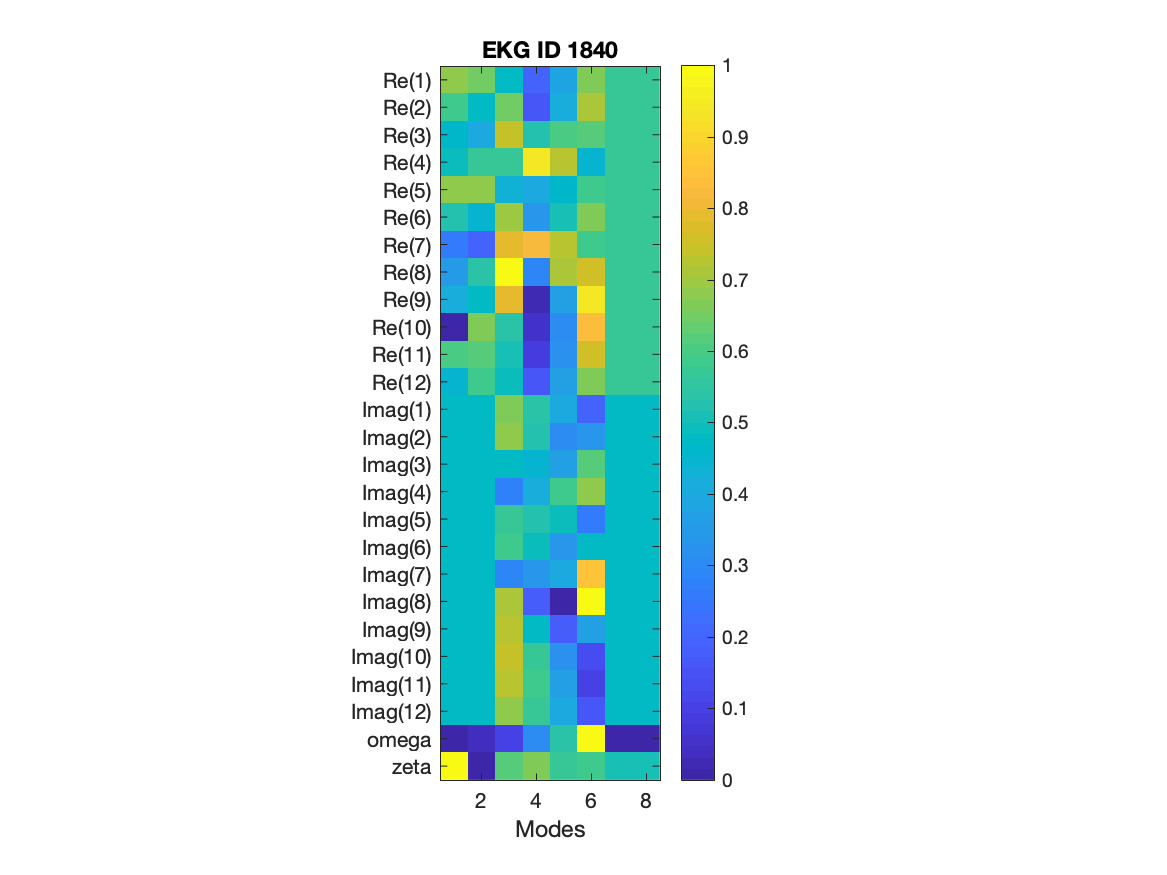 EKG ID 1840
Re(1)
Re(2)
Re(3)
Re(4)
Re(5)
Re(6)
Re(7)
Re(8)
Re(9)
Re(10)
Re(11)
Re(12)
Imag(1)
Imag(2)
Imag(3)
Imag(4)
Imag(5)
Imag(6)
Imag(7)
Imag(8)
Imag(9)
Imag(10)
Imag(11)
Imag(12)
omega
zeta
2 4 6 8
Modes
1
0.9
0.8
0.7
0.6
0.5
0.4
0.3
0.2
0.1
0